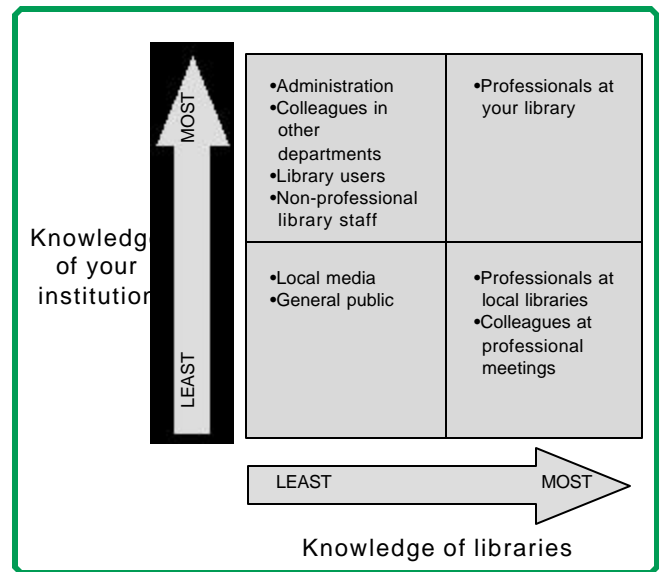 MOST
LEAST
Knowledg
of your
institution
•Administration
•Colleagues in
other
departments
•Library users
•Non-professional
library staff
•Professionals at
your library
•Local media
•General public
•Professionals at
local libraries
•Colleagues at
professional
meetings
LEAST MOST
Knowledge of libraries